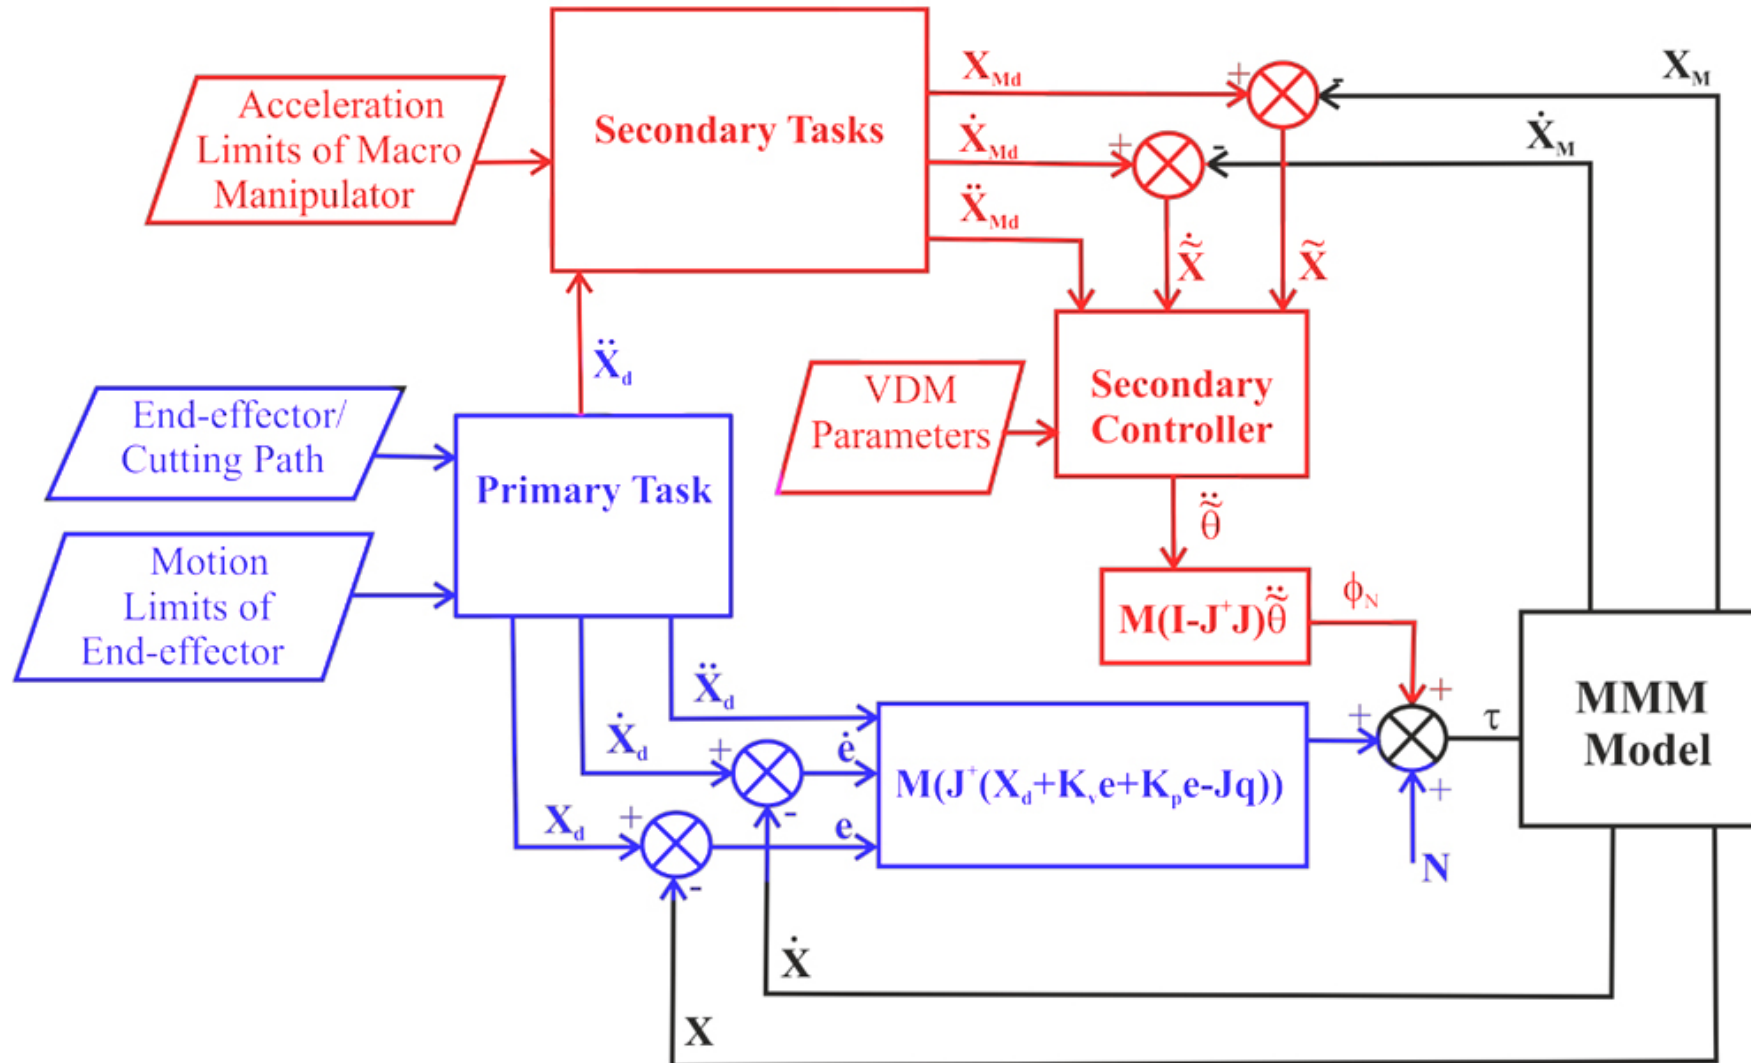 Acceleration
Limits of Macro
Manipulator
Secondary Tasks
X_Md
Ẋ_Md
Ẍ_Md
+
-
X_M
+
-
Ẋ_M
X̃̇
X̃
Ẍ_d
End-effector/
Cutting Path
Motion
Limits of
End-effector
Primary Task
VDM
Parameters
Secondary
Controller
θ̃̈
M(I-J⁺J)θ̃̈
ϕ_N
Ẍ_d
Ẋ_d
X_d
+
-
ė
+
-
e
M(J⁺(X_d+K_ve+K_pe-Jq))
+
+
+
N
τ
MMM
Model
Ẋ
X